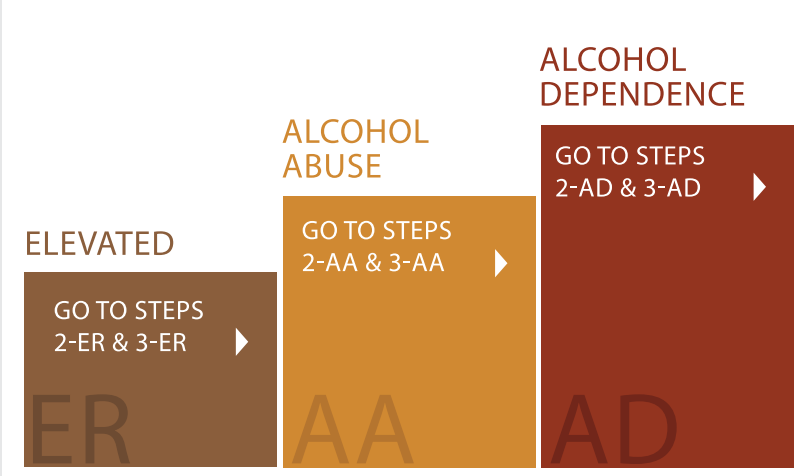 ELEVATED
GO TO STEPS
2-ER & 3-ER
ER
ALCOHOL
ABUSE
GO TO STEPS
2-AA & 3-AA
AA
ALCOHOL
DEPENDENCE
GO TO STEPS
2-AD & 3-AD
AD